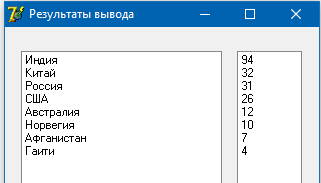 Результаты вывода
Индия 94
Китай 32
Россия 31
США 26
Австралия 12
Норвегия 10
Афганистан 7
Гаити 4